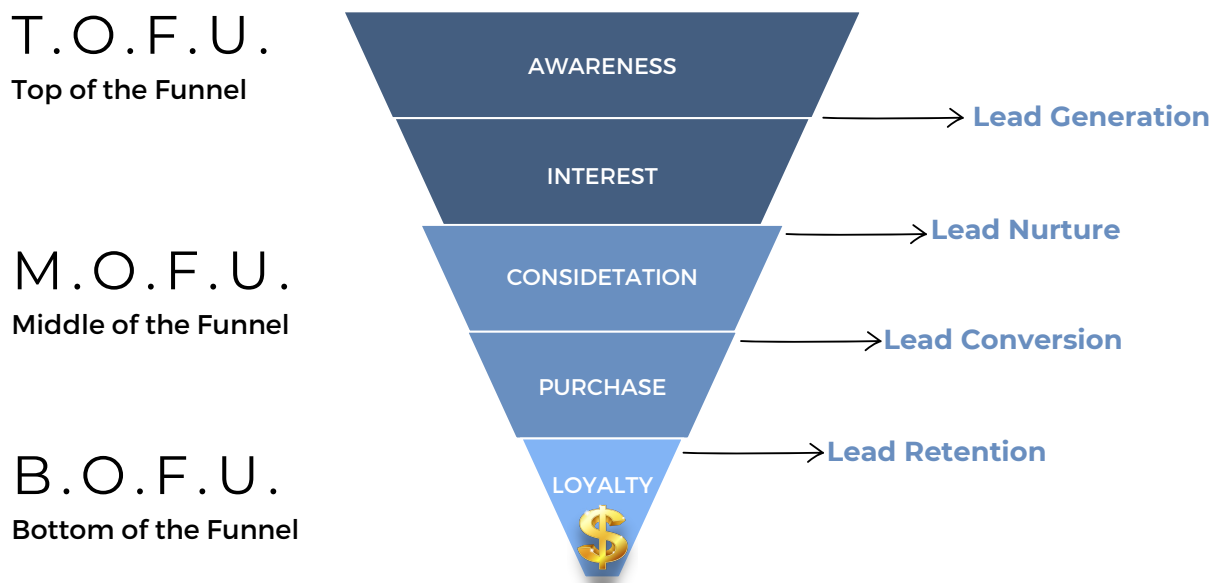 T.O.F.U.
Top of the Funnel
AWARENESS
Lead Generation
INTEREST
Lead Nurture
M.O.F.U.
Middle of the Funnel
CONSIDETATION
Lead Conversion
PURCHASE
Lead Retention
B.O.F.U.
Bottom of the Funnel
LOYALTY
$